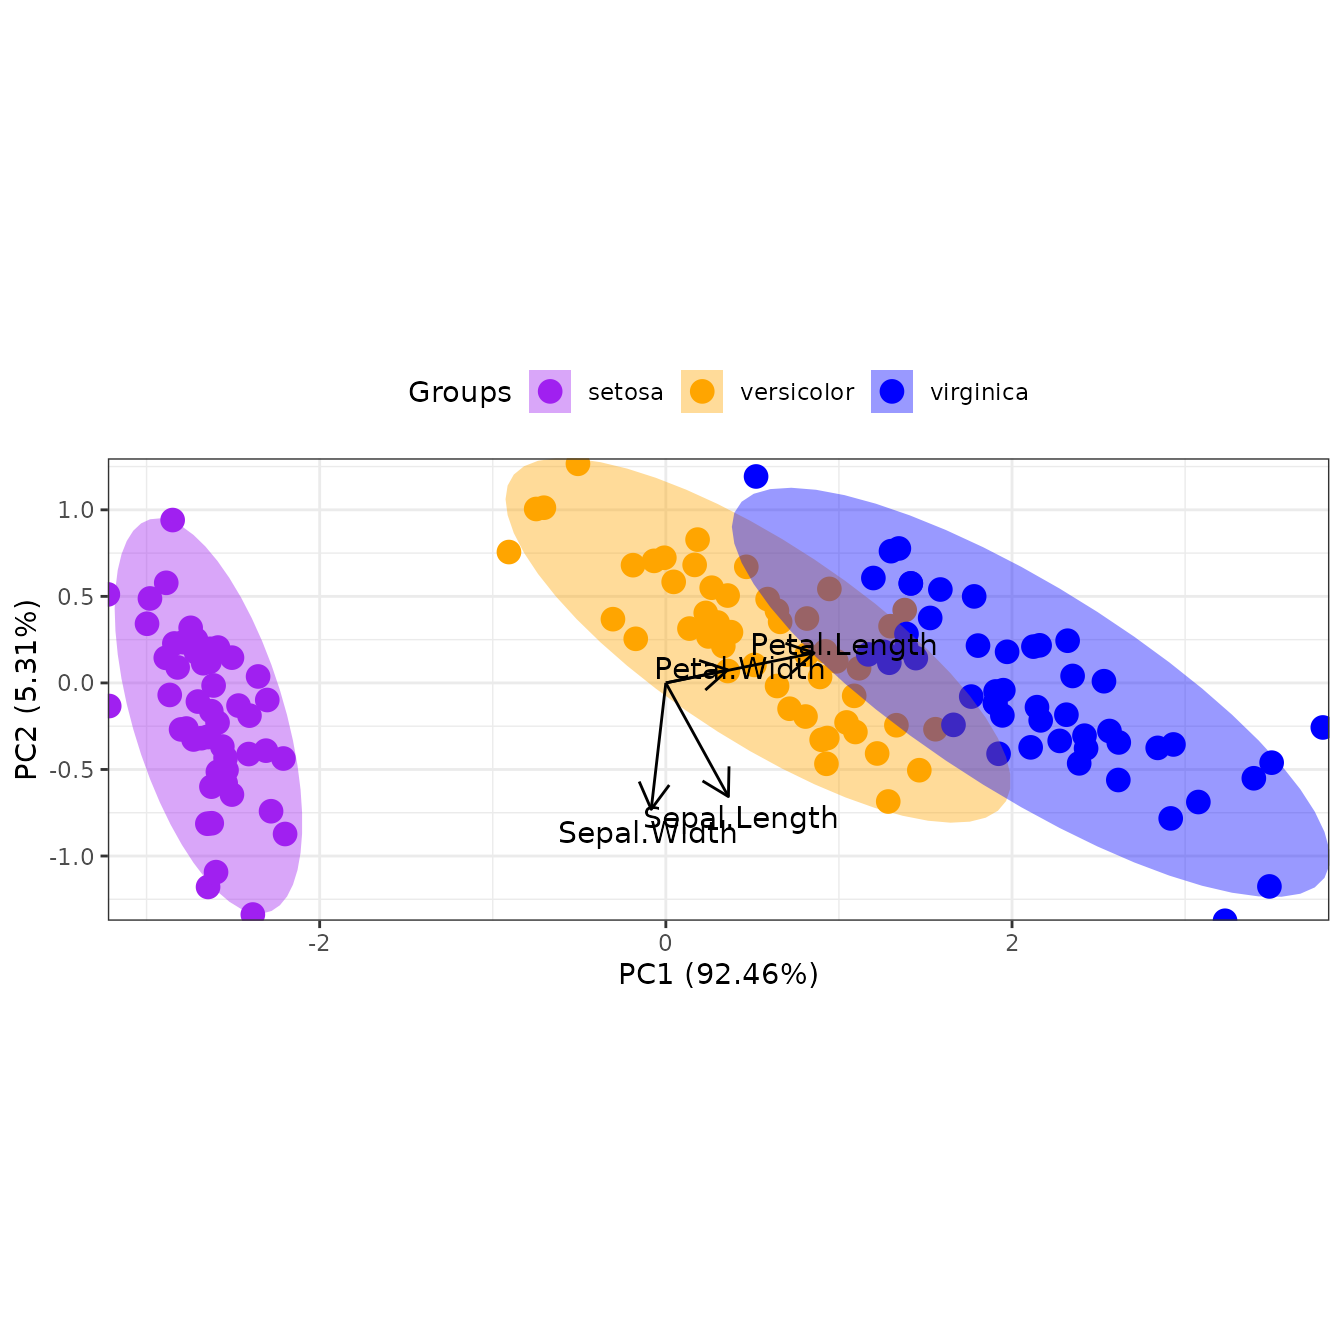 Groups setosa versicolor virginica
1.0
0.5
0.0
-0.5
-1.0
PC2 (5.31%)
Petal.Length
Petal.Width
Sepal.Length
Sepal.Width
-2 0 2
PC1 (92.46%)